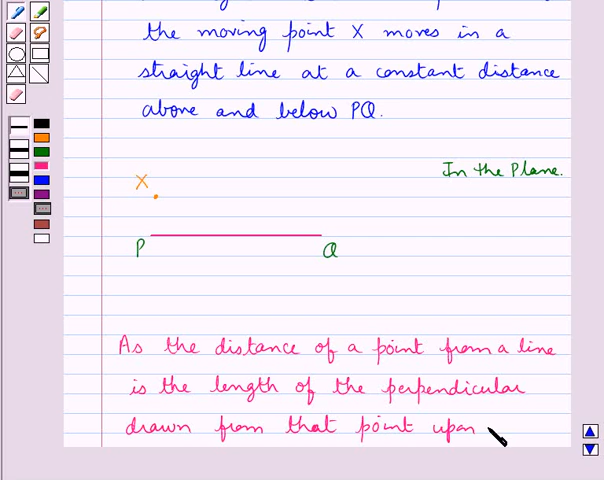 the moving point X moves in a
straight line at a constant distance
above and below PQ.
In the Plane.
X
P Q
As the distance of a point from a line
is the length of the perpendicular
drawn from that point upon